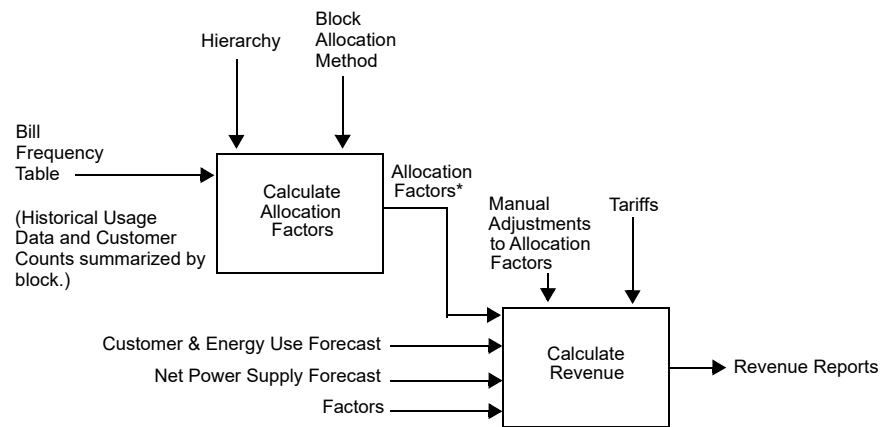 Hierarchy
Block
Allocation
Method
Bill
Frequency
Table
(Historical Usage
Data and Customer
Counts summarized by
block.)
Calculate
Allocation
Factors
Allocation
Factors*
Manual
Adjustments
to Allocation
Factors
Tariffs
Customer & Energy Use Forecast
Net Power Supply Forecast
Factors
Calculate
Revenue
Revenue Reports